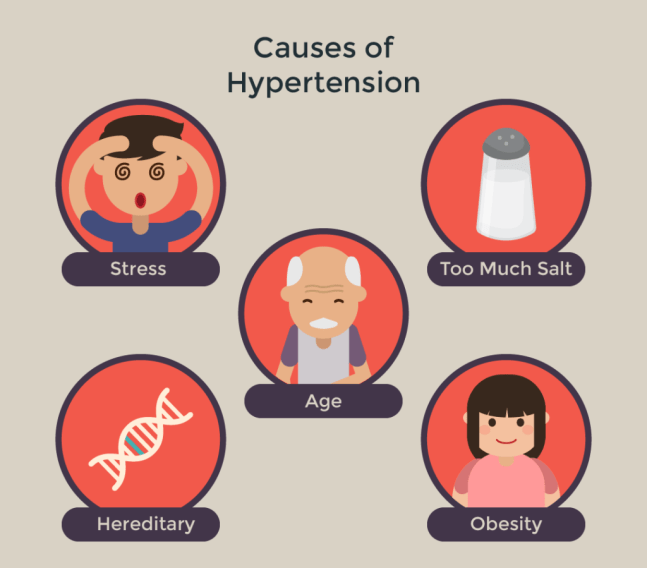 Causes of
Hypertension
Stress
Too Much Salt
Age
Hereditary
Obesity